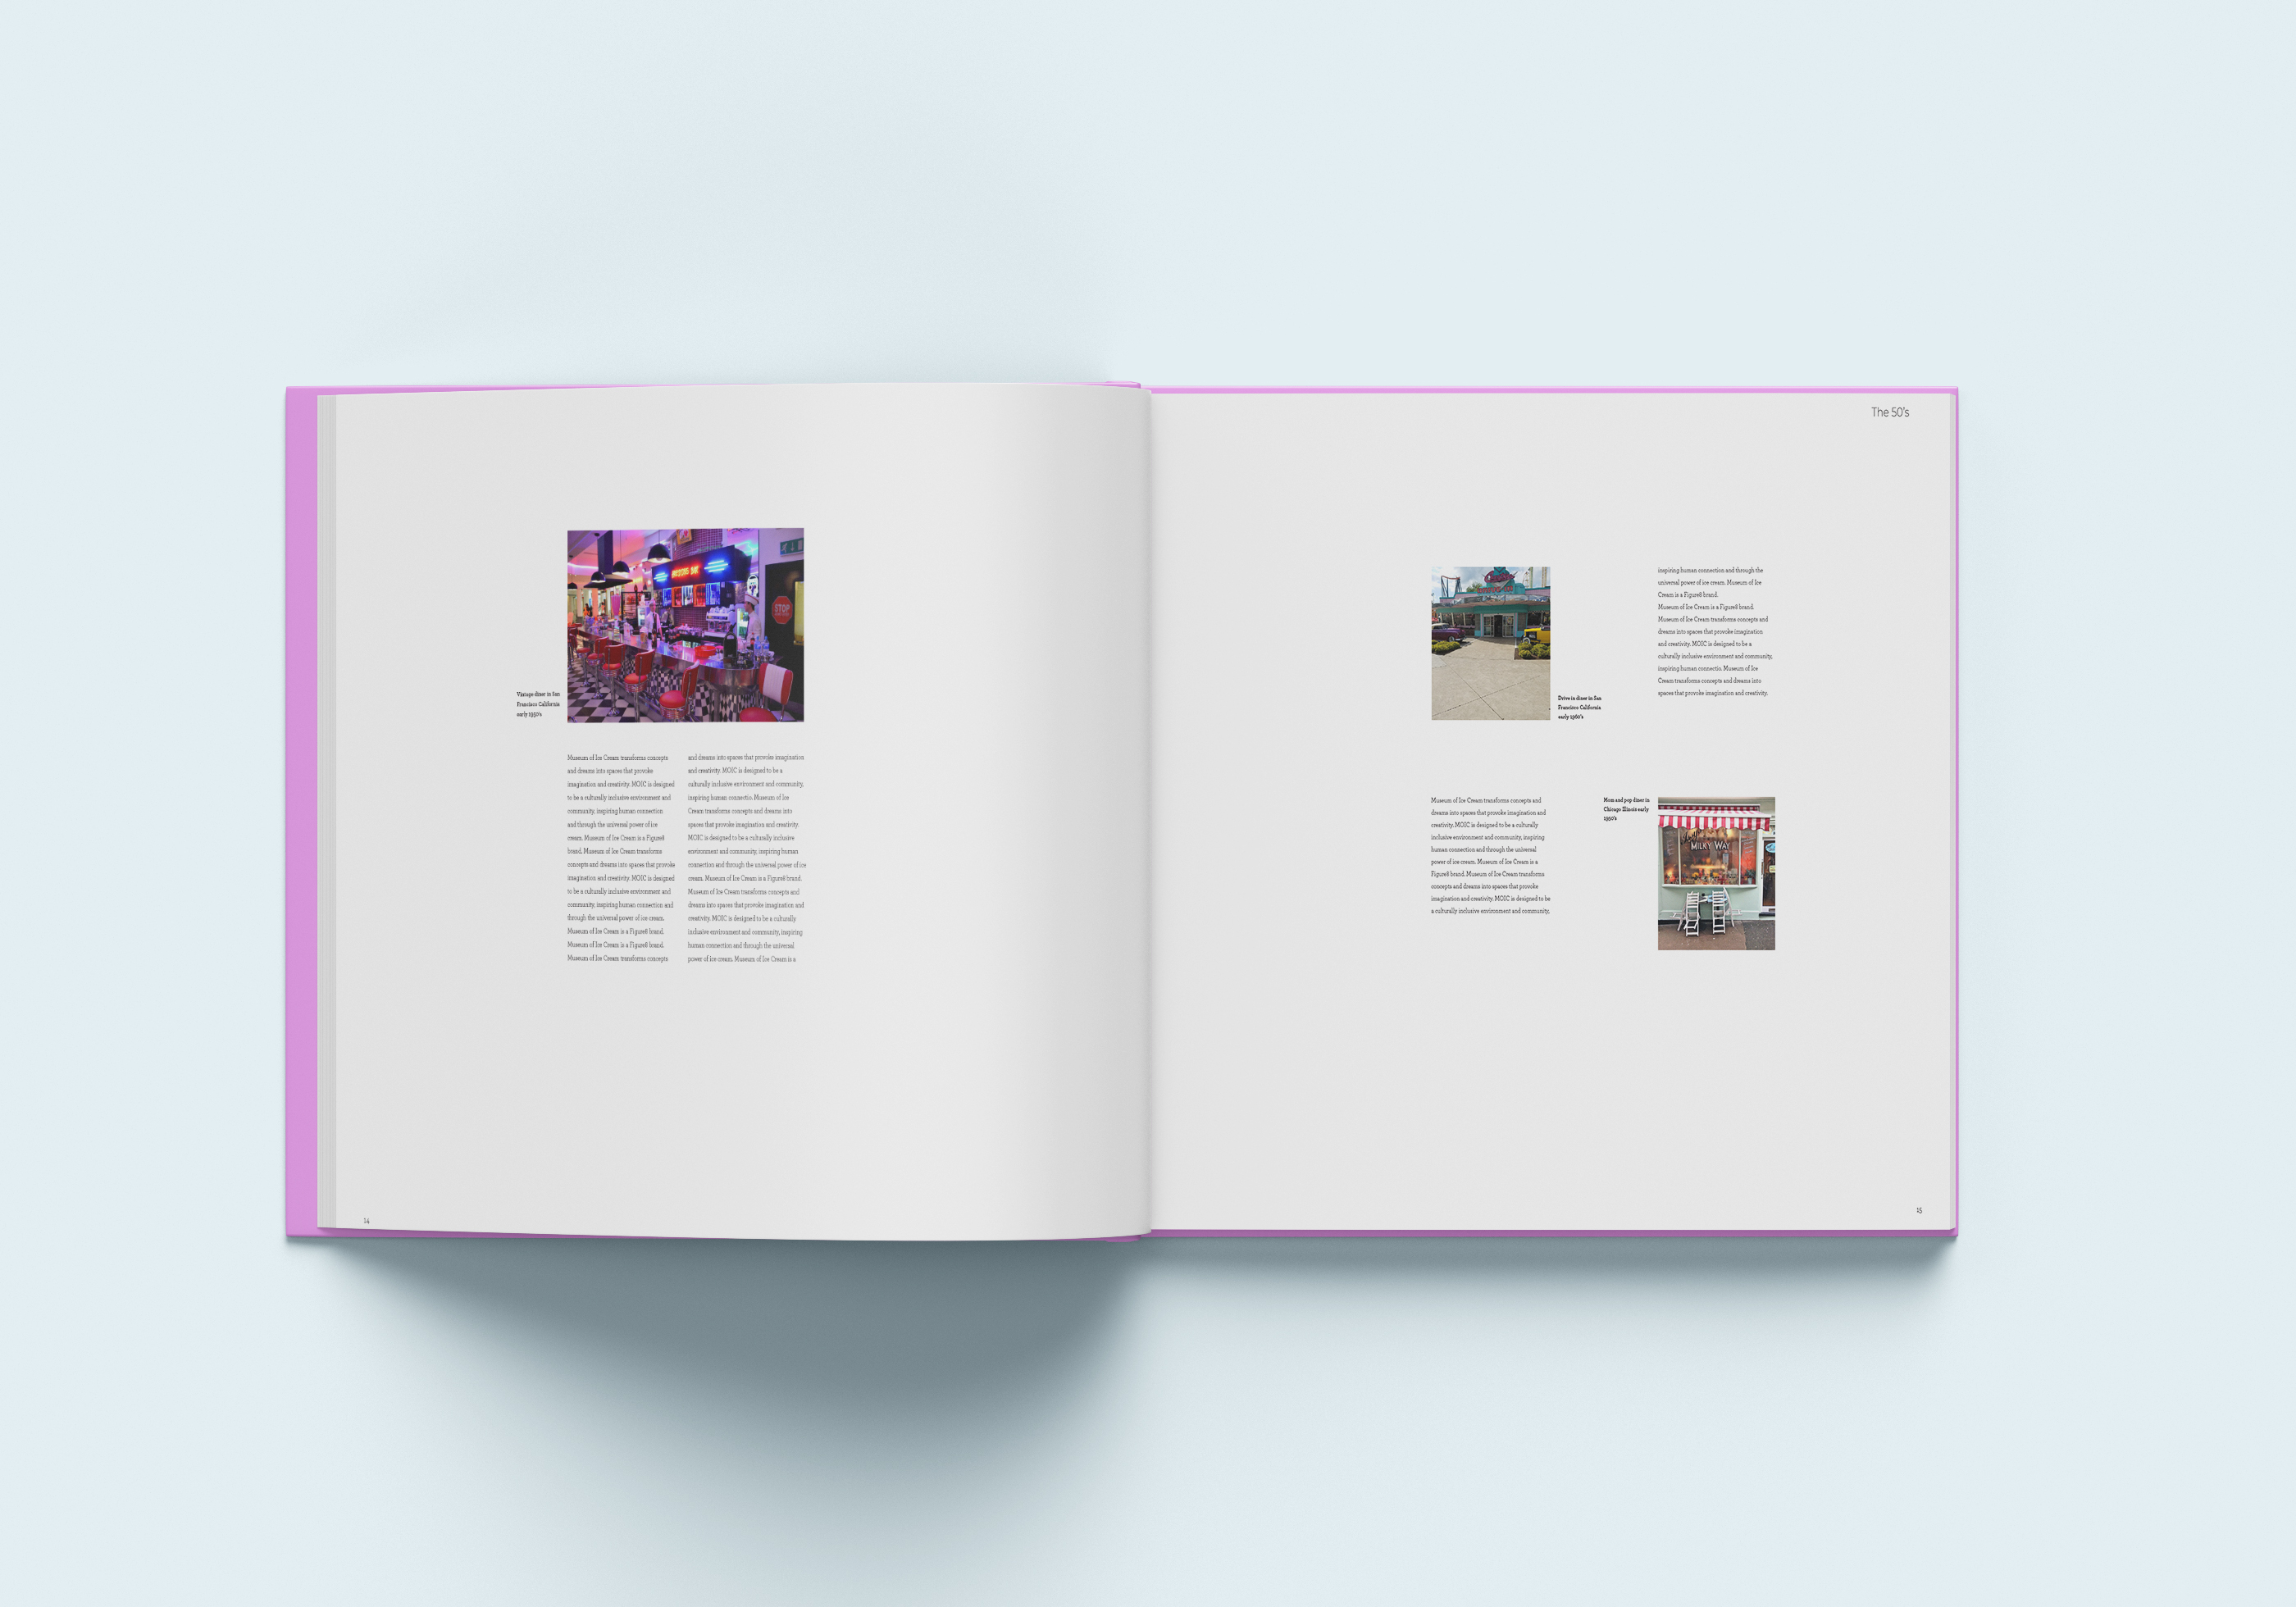 Vintage diner in San
Francisco California
early 1950's
STOP
Museum of Ice Cream transforms concepts
and dreams into spaces that provoke
imagination and creativity. MOIC is designed
to be a culturally inclusive environment and
community, inspiring human connection
and through the universal power of ice
cream. Museum of Ice Cream is a Figure8
brand. Museum of Ice Cream transforms
concepts and dreams into spaces that provoke
imagination and creativity. MOIC is designed
to be a culturally inclusive environment and
community, inspiring human connection and
through the universal power of ice cream.
Museum of Ice Cream is a Figure8 brand.
Museum of Ice Cream is a Figure8 brand.
Museum of Ice Cream transforms concepts
and dreams into spaces that provoke imagination
and creativity. MOIC is designed to be a
culturally inclusive environment and community,
inspiring human connectio. Museum of Ice
Cream transforms concepts and dreams into
spaces that provoke imagination and creativity.
MOIC is designed to be a culturally inclusive
environment and community, inspiring human
connection and through the universal power of ice
cream. Museum of Ice Cream is a Figure8 brand.
Museum of Ice Cream transforms concepts and
dreams into spaces that provoke imagination and
creativity. MOIC is designed to be a culturally
inclusive environment and community, inspiring
human connection and through the universal
power of ice cream. Museum of Ice Cream is a
14
The 50's
Drive in diner in San
Francisco California
early 1960's
Museum of Ice Cream transforms concepts and
dreams into spaces that provoke imagination and
creativity. MOIC is designed to be a culturally
inclusive environment and community, inspiring
human connection and through the universal
power of ice cream. Museum of Ice Cream is a
Figure8 brand. Museum of Ice Cream transforms
concepts and dreams into spaces that provoke
imagination and creativity. MOIC is designed to be
a culturally inclusive environment and community,
inspiring human connection and through the
universal power of ice cream. Museum of Ice
Cream is a Figure8 brand.
Museum of Ice Cream is a Figure8 brand.
Museum of Ice Cream transforms concepts and
dreams into spaces that provoke imagination
and creativity. MOIC is designed to be a
culturally inclusive environment and community,
inspiring human connectio. Museum of Ice
Cream transforms concepts and dreams into
spaces that provoke imagination and creativity.
Mom and pop diner in
Chicago Illinois early
1950's
MILKY WAY
15